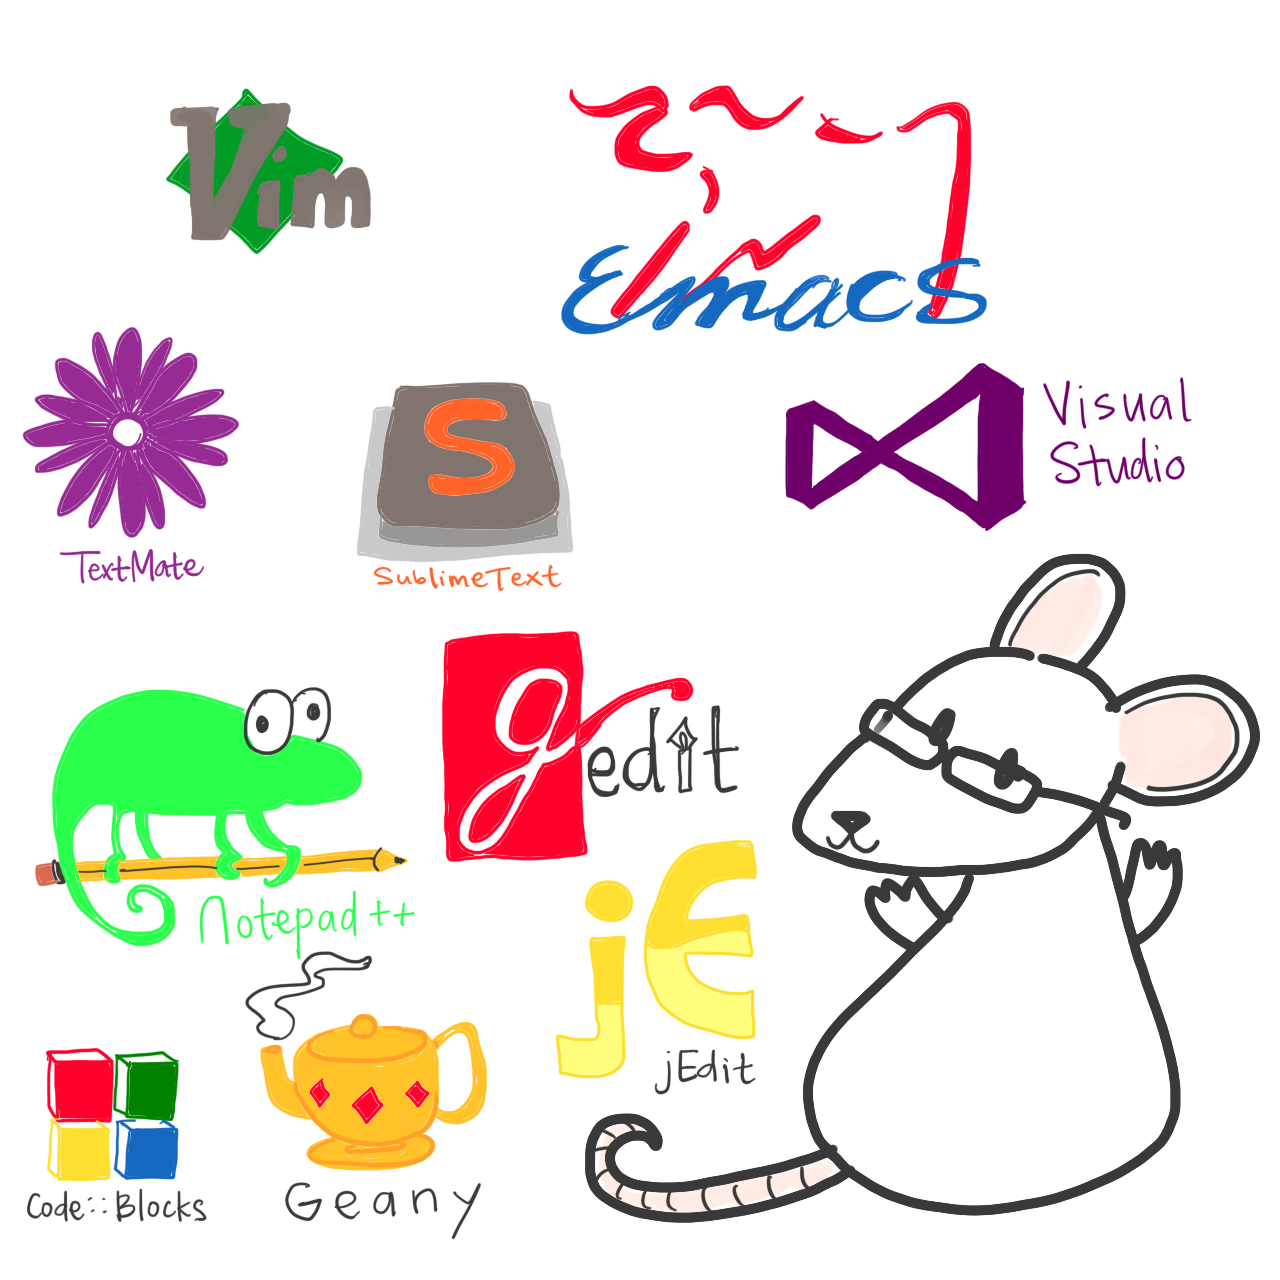 Vim
Emacs
TextMate
S
SublimeText
Visual
Studio
gedit
notepad++
jE
jEdit
Code::Blocks
Geany